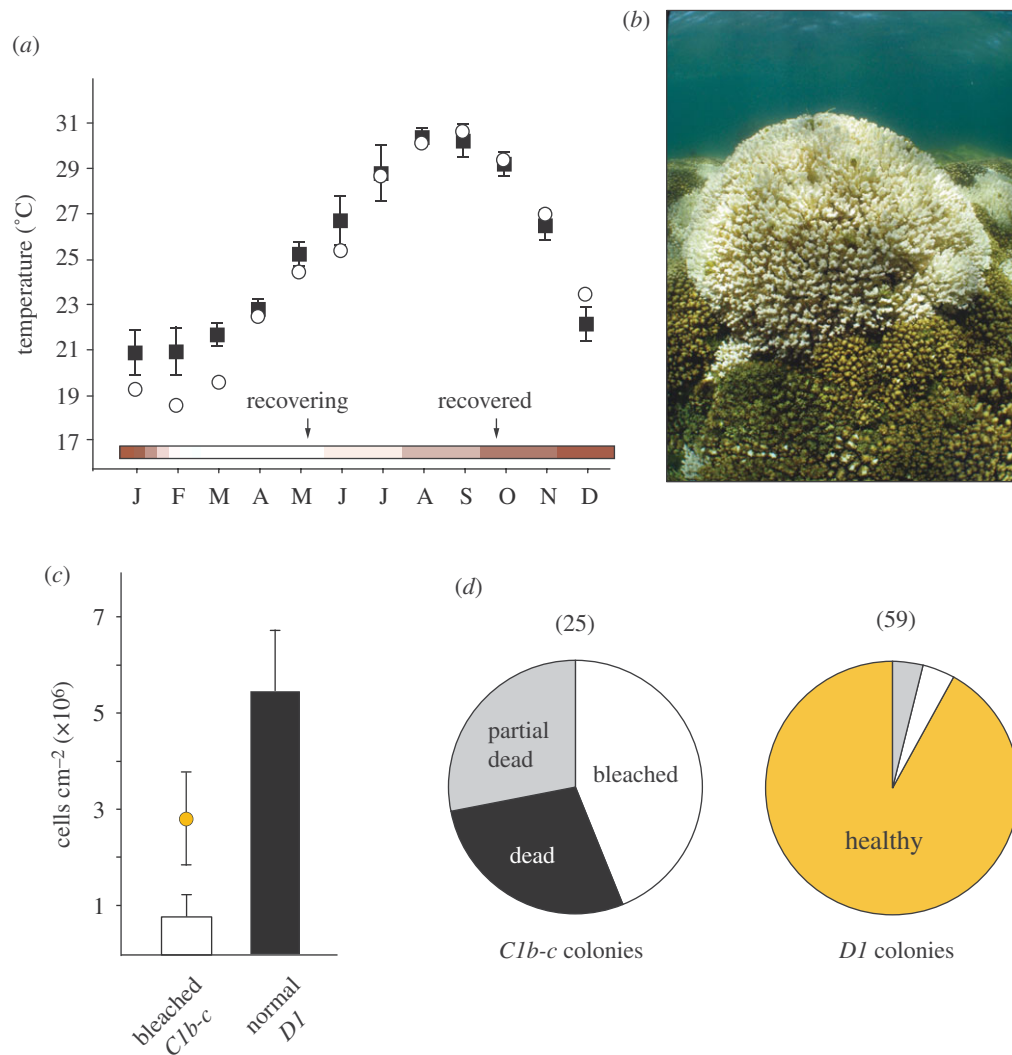 (a)
temperature (˚C)
31
29
27
25
23
21
19
17
recovering
recovered
J F M A M J J A S O N D
(b)
(c)
cells cm⁻² (×10⁶)
7
5
3
1
bleached
C1b-c
normal
D1
(d)
(25)
partial
dead
bleached
dead
C1b-c colonies
(59)
healthy
D1 colonies